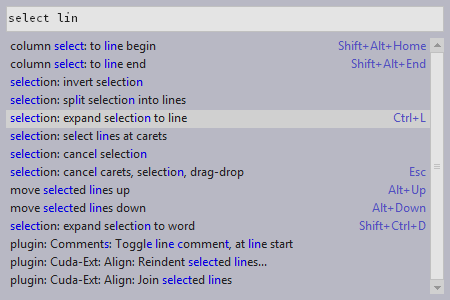 select lin
column select: to line begin Shift+Alt+Home
column select: to line end Shift+Alt+End
selection: invert selection
selection: split selection into lines
selection: expand selection to line Ctrl+L
selection: select lines at carets
selection: cancel selection
selection: cancel carets, selection, drag-drop Esc
move selected lines up Alt+Up
move selected lines down Alt+Down
selection: expand selection to word Shift+Ctrl+D
plugin: Comments: Toggle line comment, at line start
plugin: Cuda-Ext: Align: Reindent selected lines...
plugin: Cuda-Ext: Align: Join selected lines